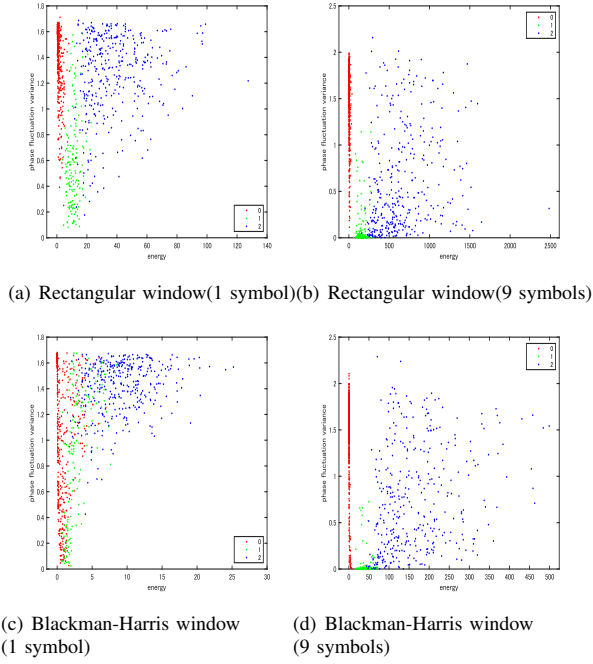 1.8
1.6
1.4
1.2
1
0.8
0.6
0.4
0.2
0
phase fluctuation variance
0 20 40 60 80 100 120 140
energy
0
1
2
2.5
2
1.5
1
0.5
0
phase fluctuation variance
0 500 1000 1500 2000 2500
energy
0
1
2
(a) Rectangular window(1 symbol)(b) Rectangular window(9 symbols)
1.8
1.6
1.4
1.2
1
0.8
0.6
0.4
0.2
0
phase fluctuation variance
0 5 10 15 20 25 30
energy
0
1
2
2.5
2
1.5
1
0.5
0
phase fluctuation variance
0 50 100 150 200 250 300 350 400 450 500
energy
0
1
2
(c) Blackman-Harris window
(1 symbol)
(d) Blackman-Harris window
(9 symbols)